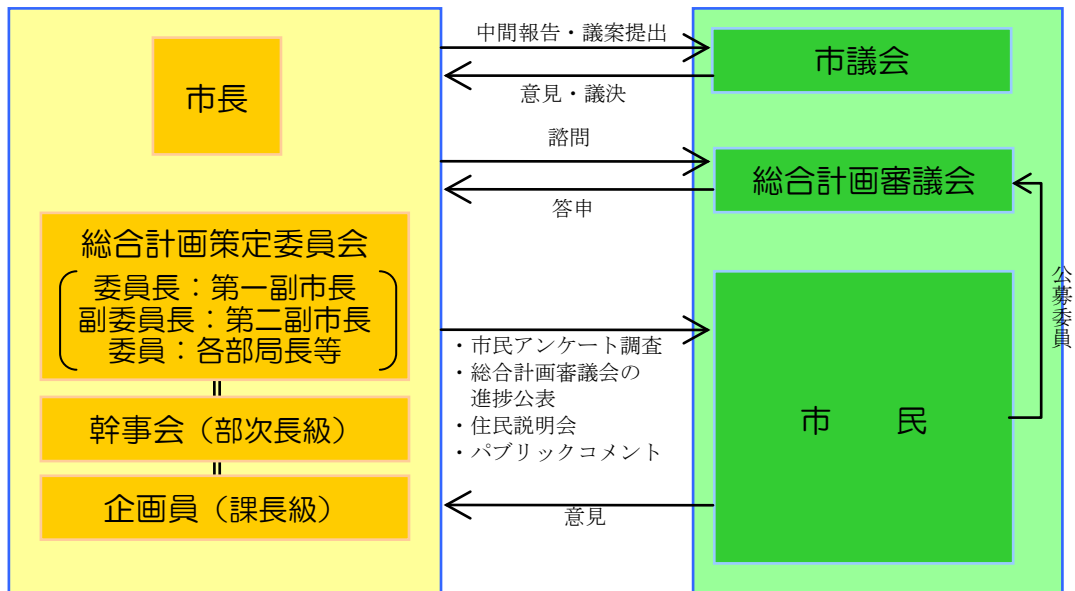 市長
総合計画策定委員会
委員長：第一副市長
副委員長：第二副市長
委員：各部局長等
幹事会（部次長級）
企画員（課長級）
中間報告・議案提出
意見・議決
諮問
答申
・市民アンケート調査
・総合計画審議会の
進捗公表
・住民説明会
・パブリックコメント
意見
市議会
総合計画審議会
市　　民
公募委員